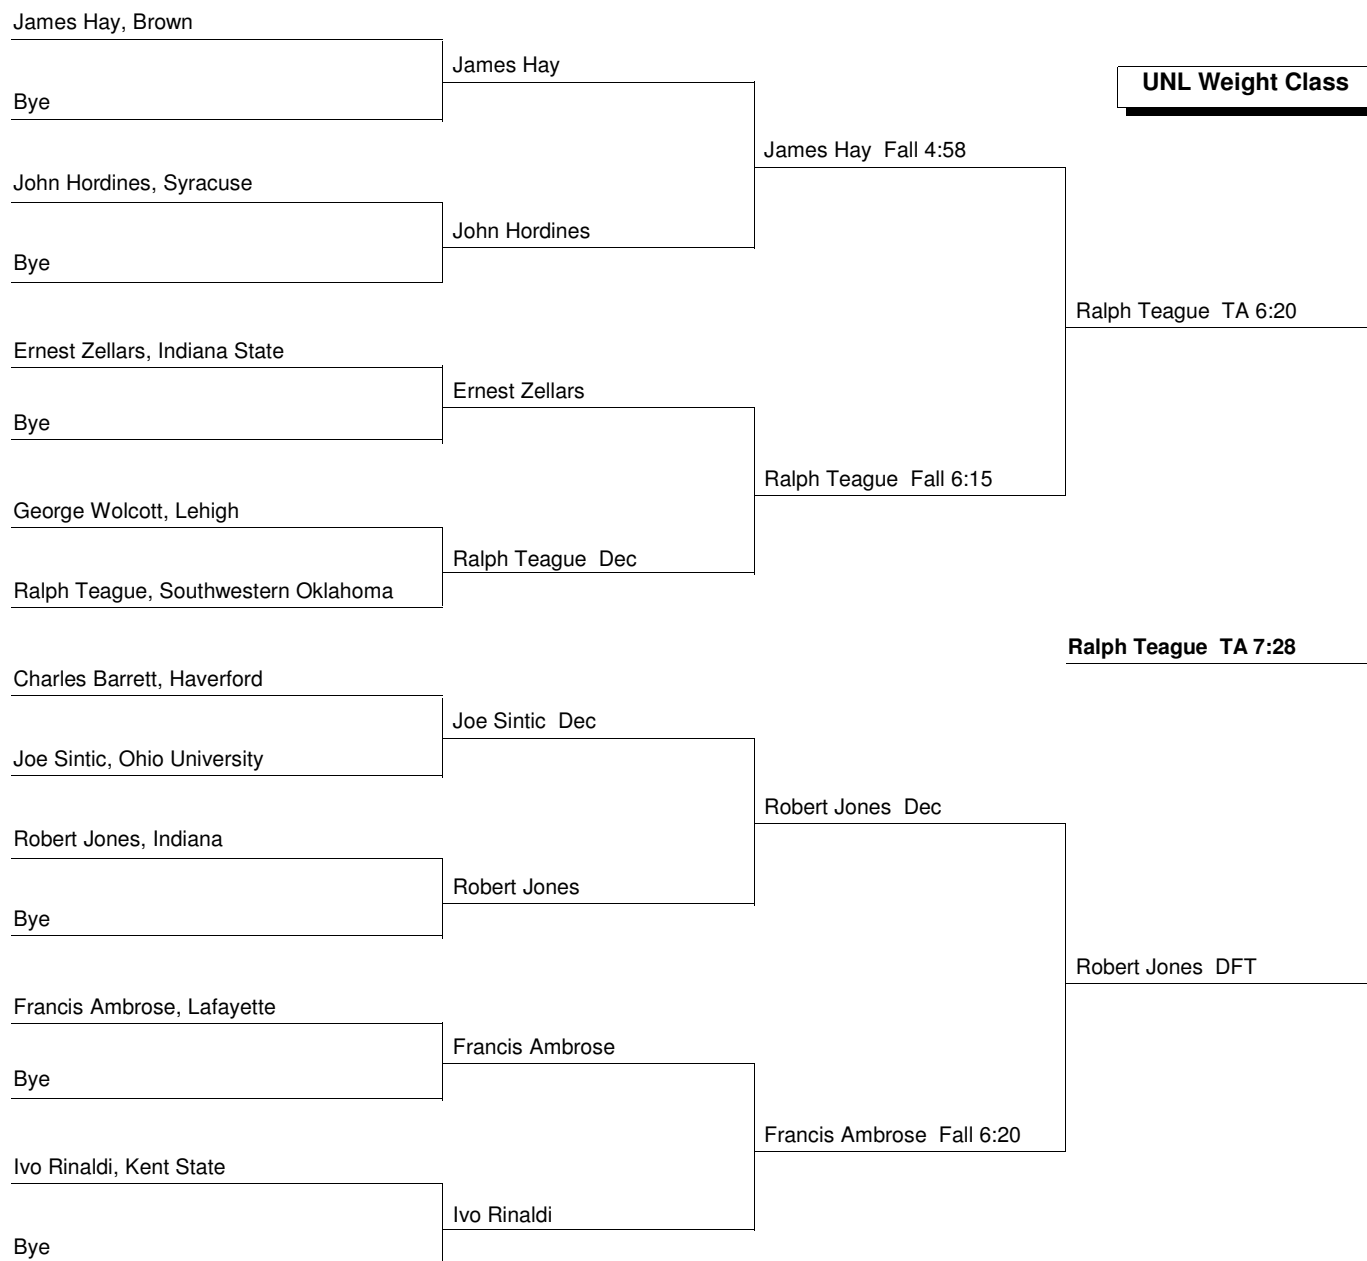 James Hay, Brown
James Hay
UNL Weight Class
Bye
James Hay Fall 4:58
John Hordines, Syracuse
John Hordines
Bye
Ralph Teague TA 6:20
Ernest Zellars, Indiana State
Ernest Zellars
Bye
Ralph Teague Fall 6:15
George Wolcott, Lehigh
Ralph Teague Dec
Ralph Teague, Southwestern Oklahoma
Ralph Teague TA 7:28
Charles Barrett, Haverford
Joe Sintic Dec
Joe Sintic, Ohio University
Robert Jones Dec
Robert Jones, Indiana
Robert Jones
Bye
Robert Jones DFT
Francis Ambrose, Lafayette
Francis Ambrose
Bye
Francis Ambrose Fall 6:20
Ivo Rinaldi, Kent State
Ivo Rinaldi
Bye